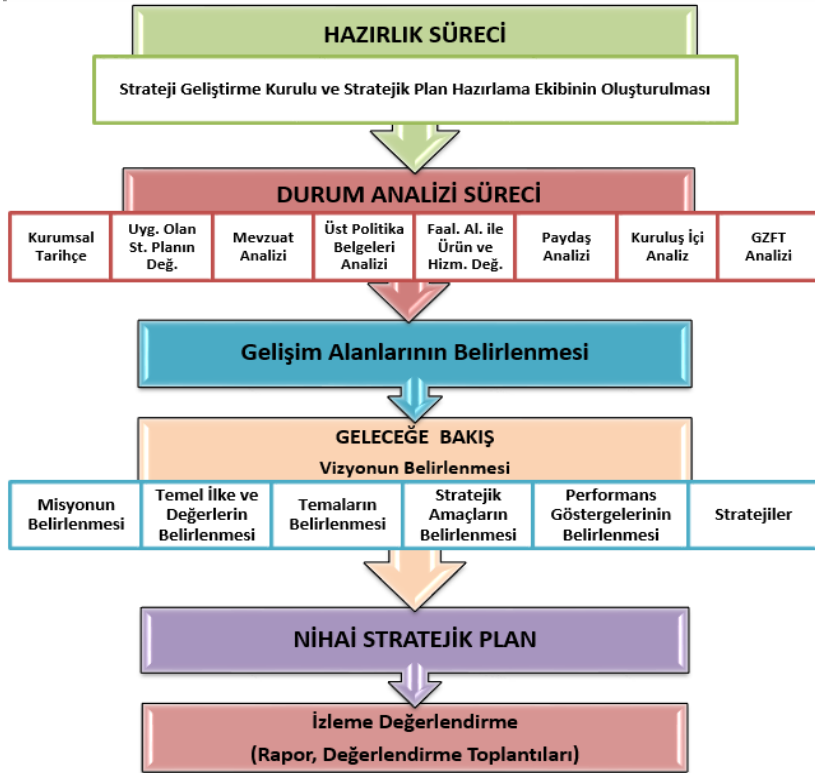 HAZIRLIK SÜRECİ
Strateji Geliştirme Kurulu ve Stratejik Plan Hazırlama Ekibinin Oluşturulması
DURUM ANALİZİ SÜRECİ
Kurumsal
Tarihçe
Uyg. Olan
St. Planın
Değ.
Mevzuat
Analizi
Üst Politika
Belgeleri
Analizi
Faal. Al. ile
Ürün ve
Hizm. Değ.
Paydaş
Analizi
Kuruluş İçi
Analiz
GZFT
Analizi
Gelişim Alanlarının Belirlenmesi
GELECEĞE BAKIŞ
Vizyonun Belirlenmesi
Misyonun
Belirlenmesi
Temel İlke ve
Değerlerin
Belirlenmesi
Temaların
Belirlenmesi
Stratejik
Amaçların
Belirlenmesi
Performans
Göstergelerinin
Belirlenmesi
Stratejiler
NİHAİ STRATEJİK PLAN
İzleme Değerlendirme
(Rapor, Değerlendirme Toplantıları)